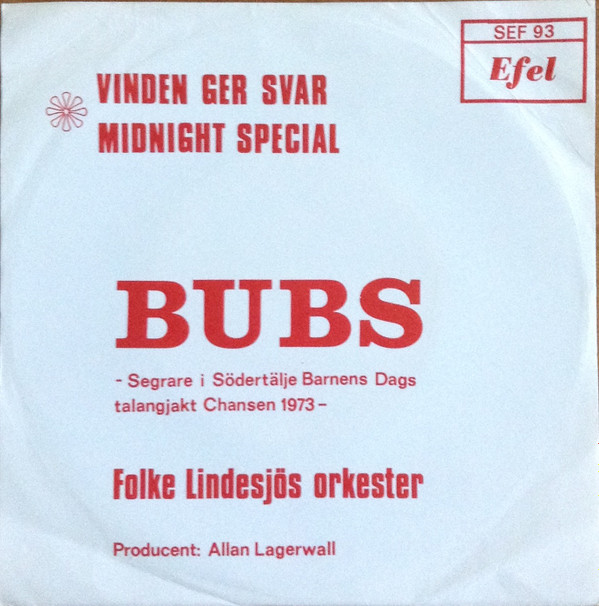 SEF 93
Efel
VINDEN GER SVAR
MIDNIGHT SPECIAL
BUBS
- Segrare i Södertälje Barnens Dags
talangjakt Chansen 1973 -
Folke Lindesjös orkester
Producent: Allan Lagerwall